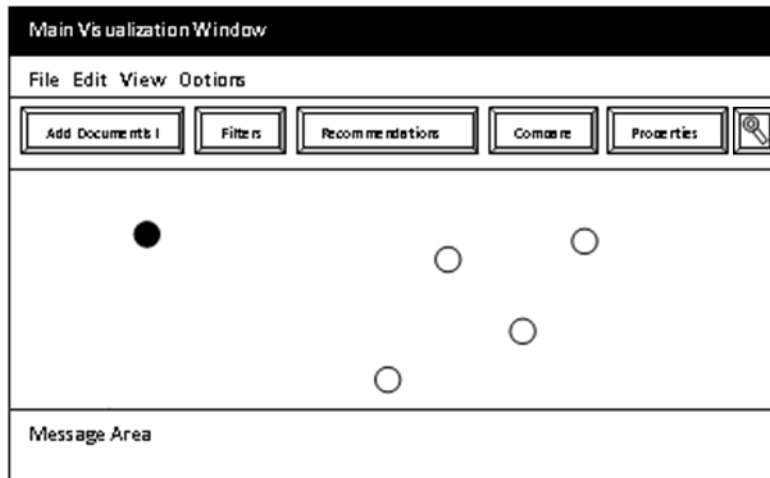 Main Visualization Window
File Edit View Options
Add Documents! Filters Recommendations Compare Properties
Message Area